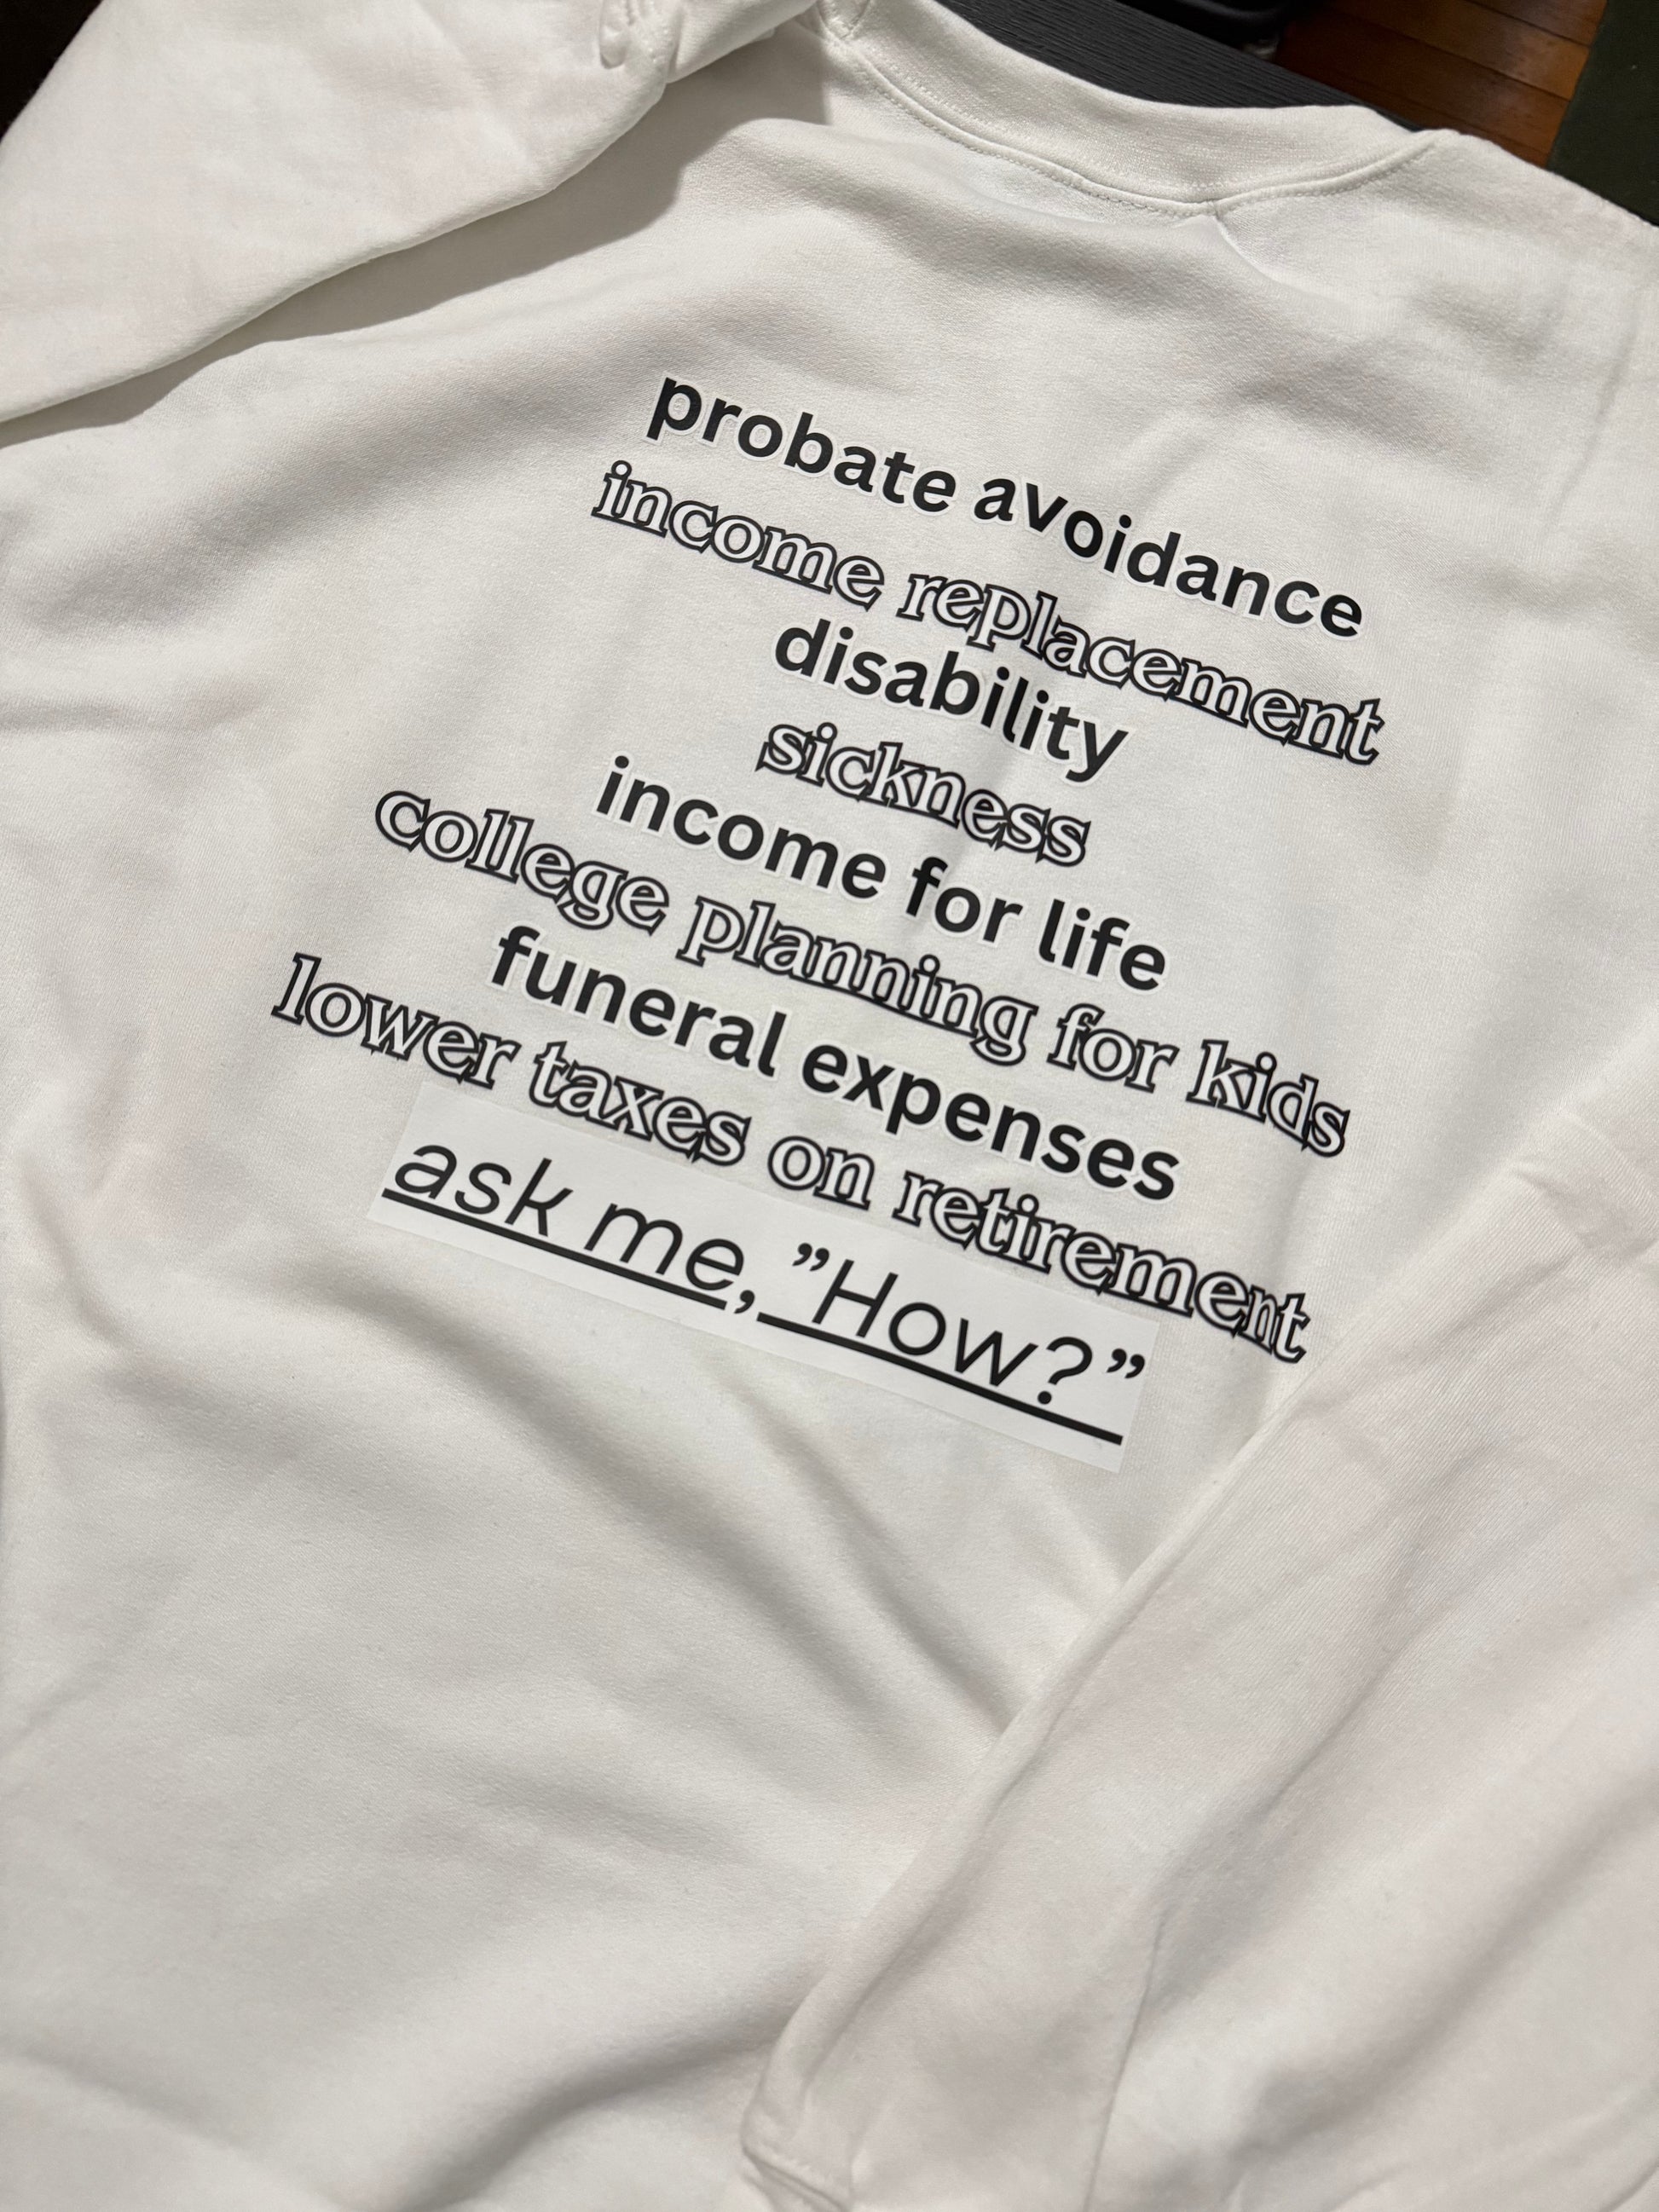 probate avoidance
income replacement
disability
sickness
income for life
college planning for kids
funeral expenses
lower taxes on retirement
ask me, ”How?”